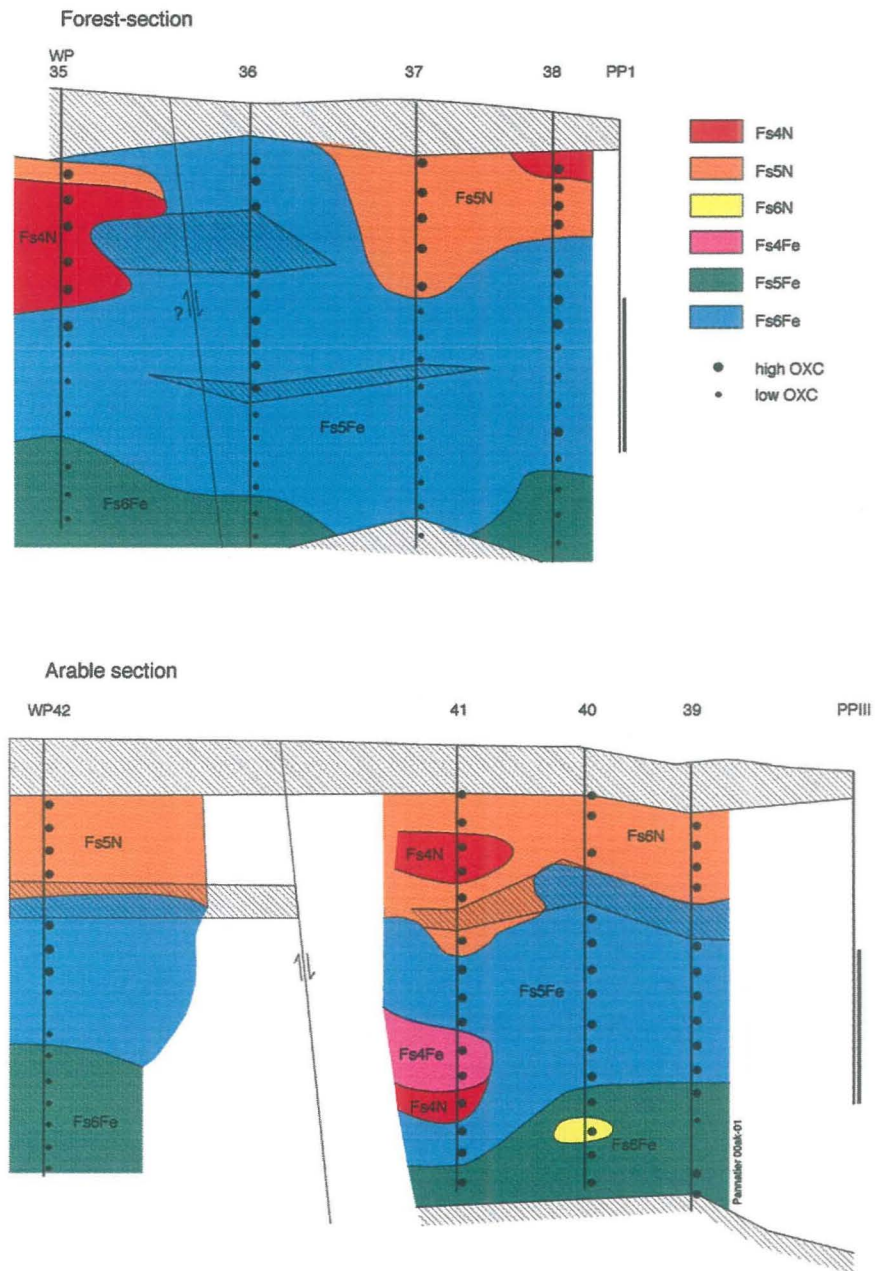 Forest-section
WP
35 36 37 38 PP1
Fs4N
Fs5N
Fs6N
Fs4Fe
Fs5Fe
Fs6Fe
high OXC
low OXC
Fs5N
Fs4N
?
Fs5Fe
Fs6Fe
Arable section
WP42 41 40 39 PPIII
Fs5N
Fs4N
Fs6N
Fs5Fe
Fs4Fe
Fs4N
Fs6Fe
Fs6Fe
Pannatier 00ak-01